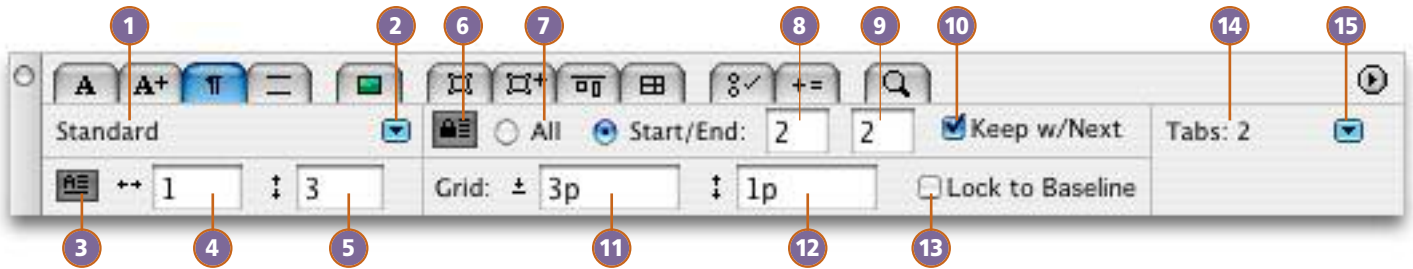 1 2 6 7 8 9 10 14 15
A A+ ¶ + =
Standard All Start/End: 2 2 Keep w/Next Tabs: 2
A 1 3 Grid: 3p 1p Lock to Baseline
3 4 5 11 12 13